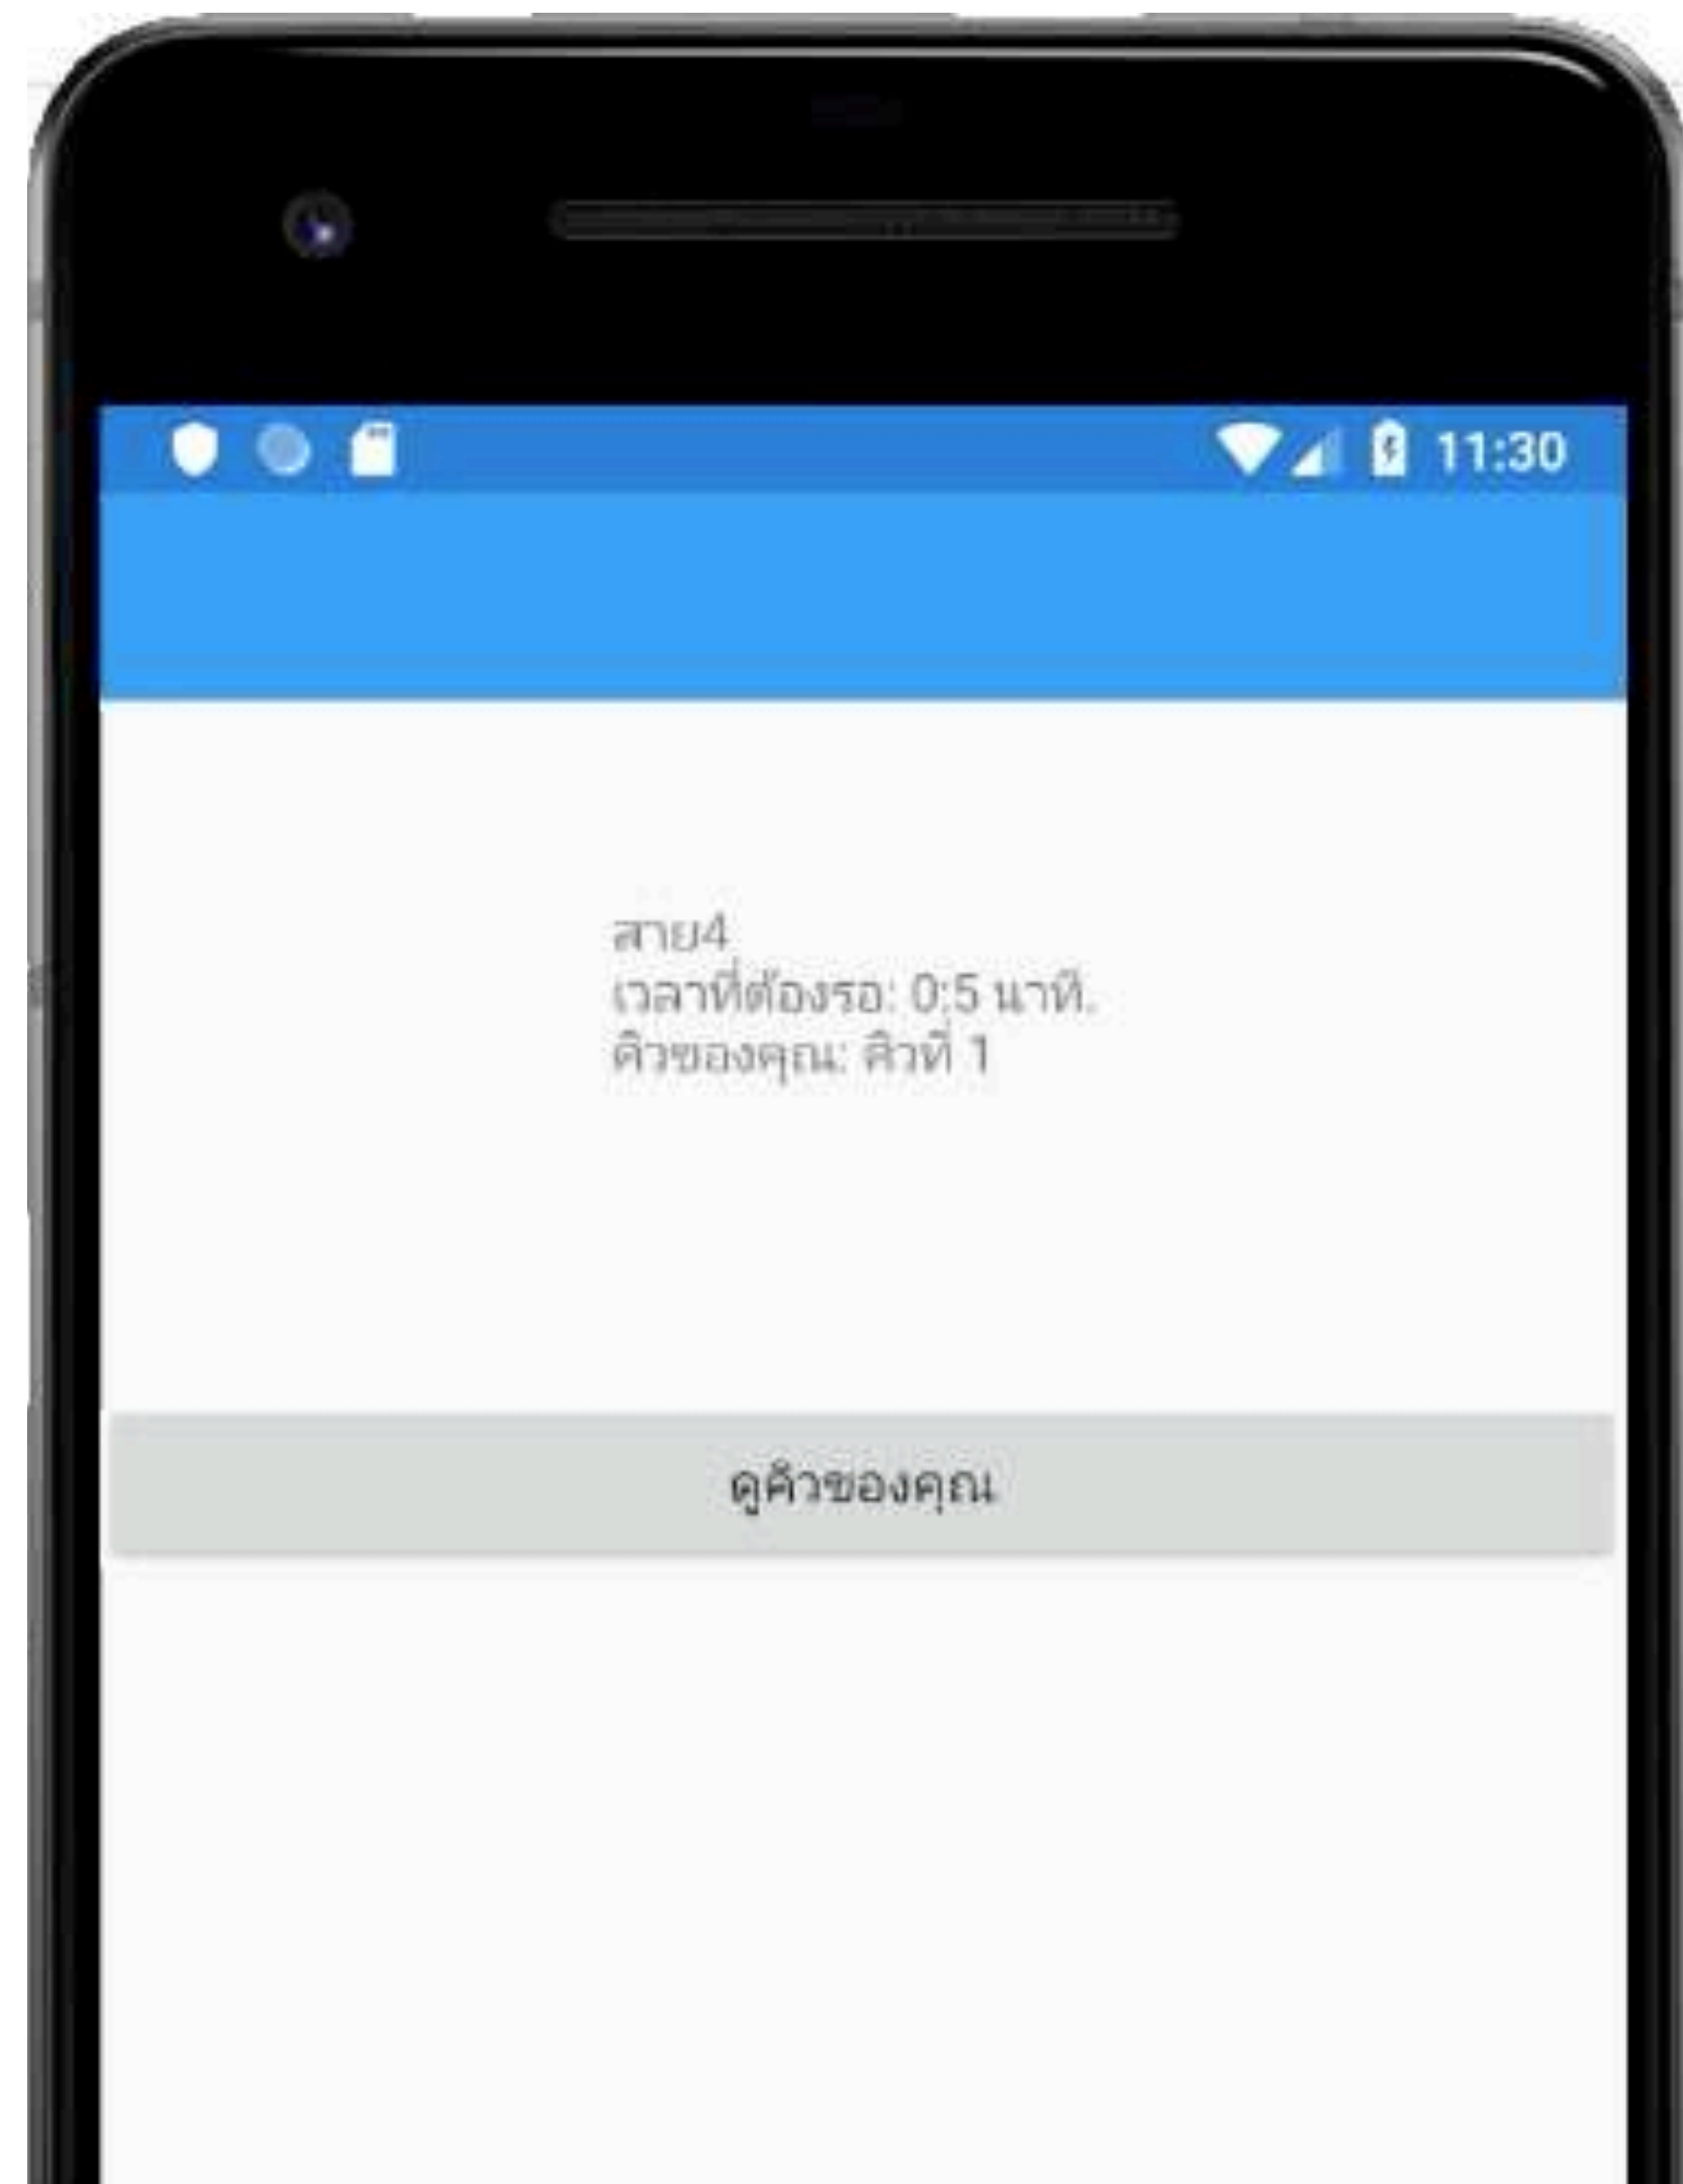 11:30
สาย4
เวลาที่ต้องรอ: 0:5 นาที.
คิวของคุณ: คิวที่ 1
ดูคิวของคุณ